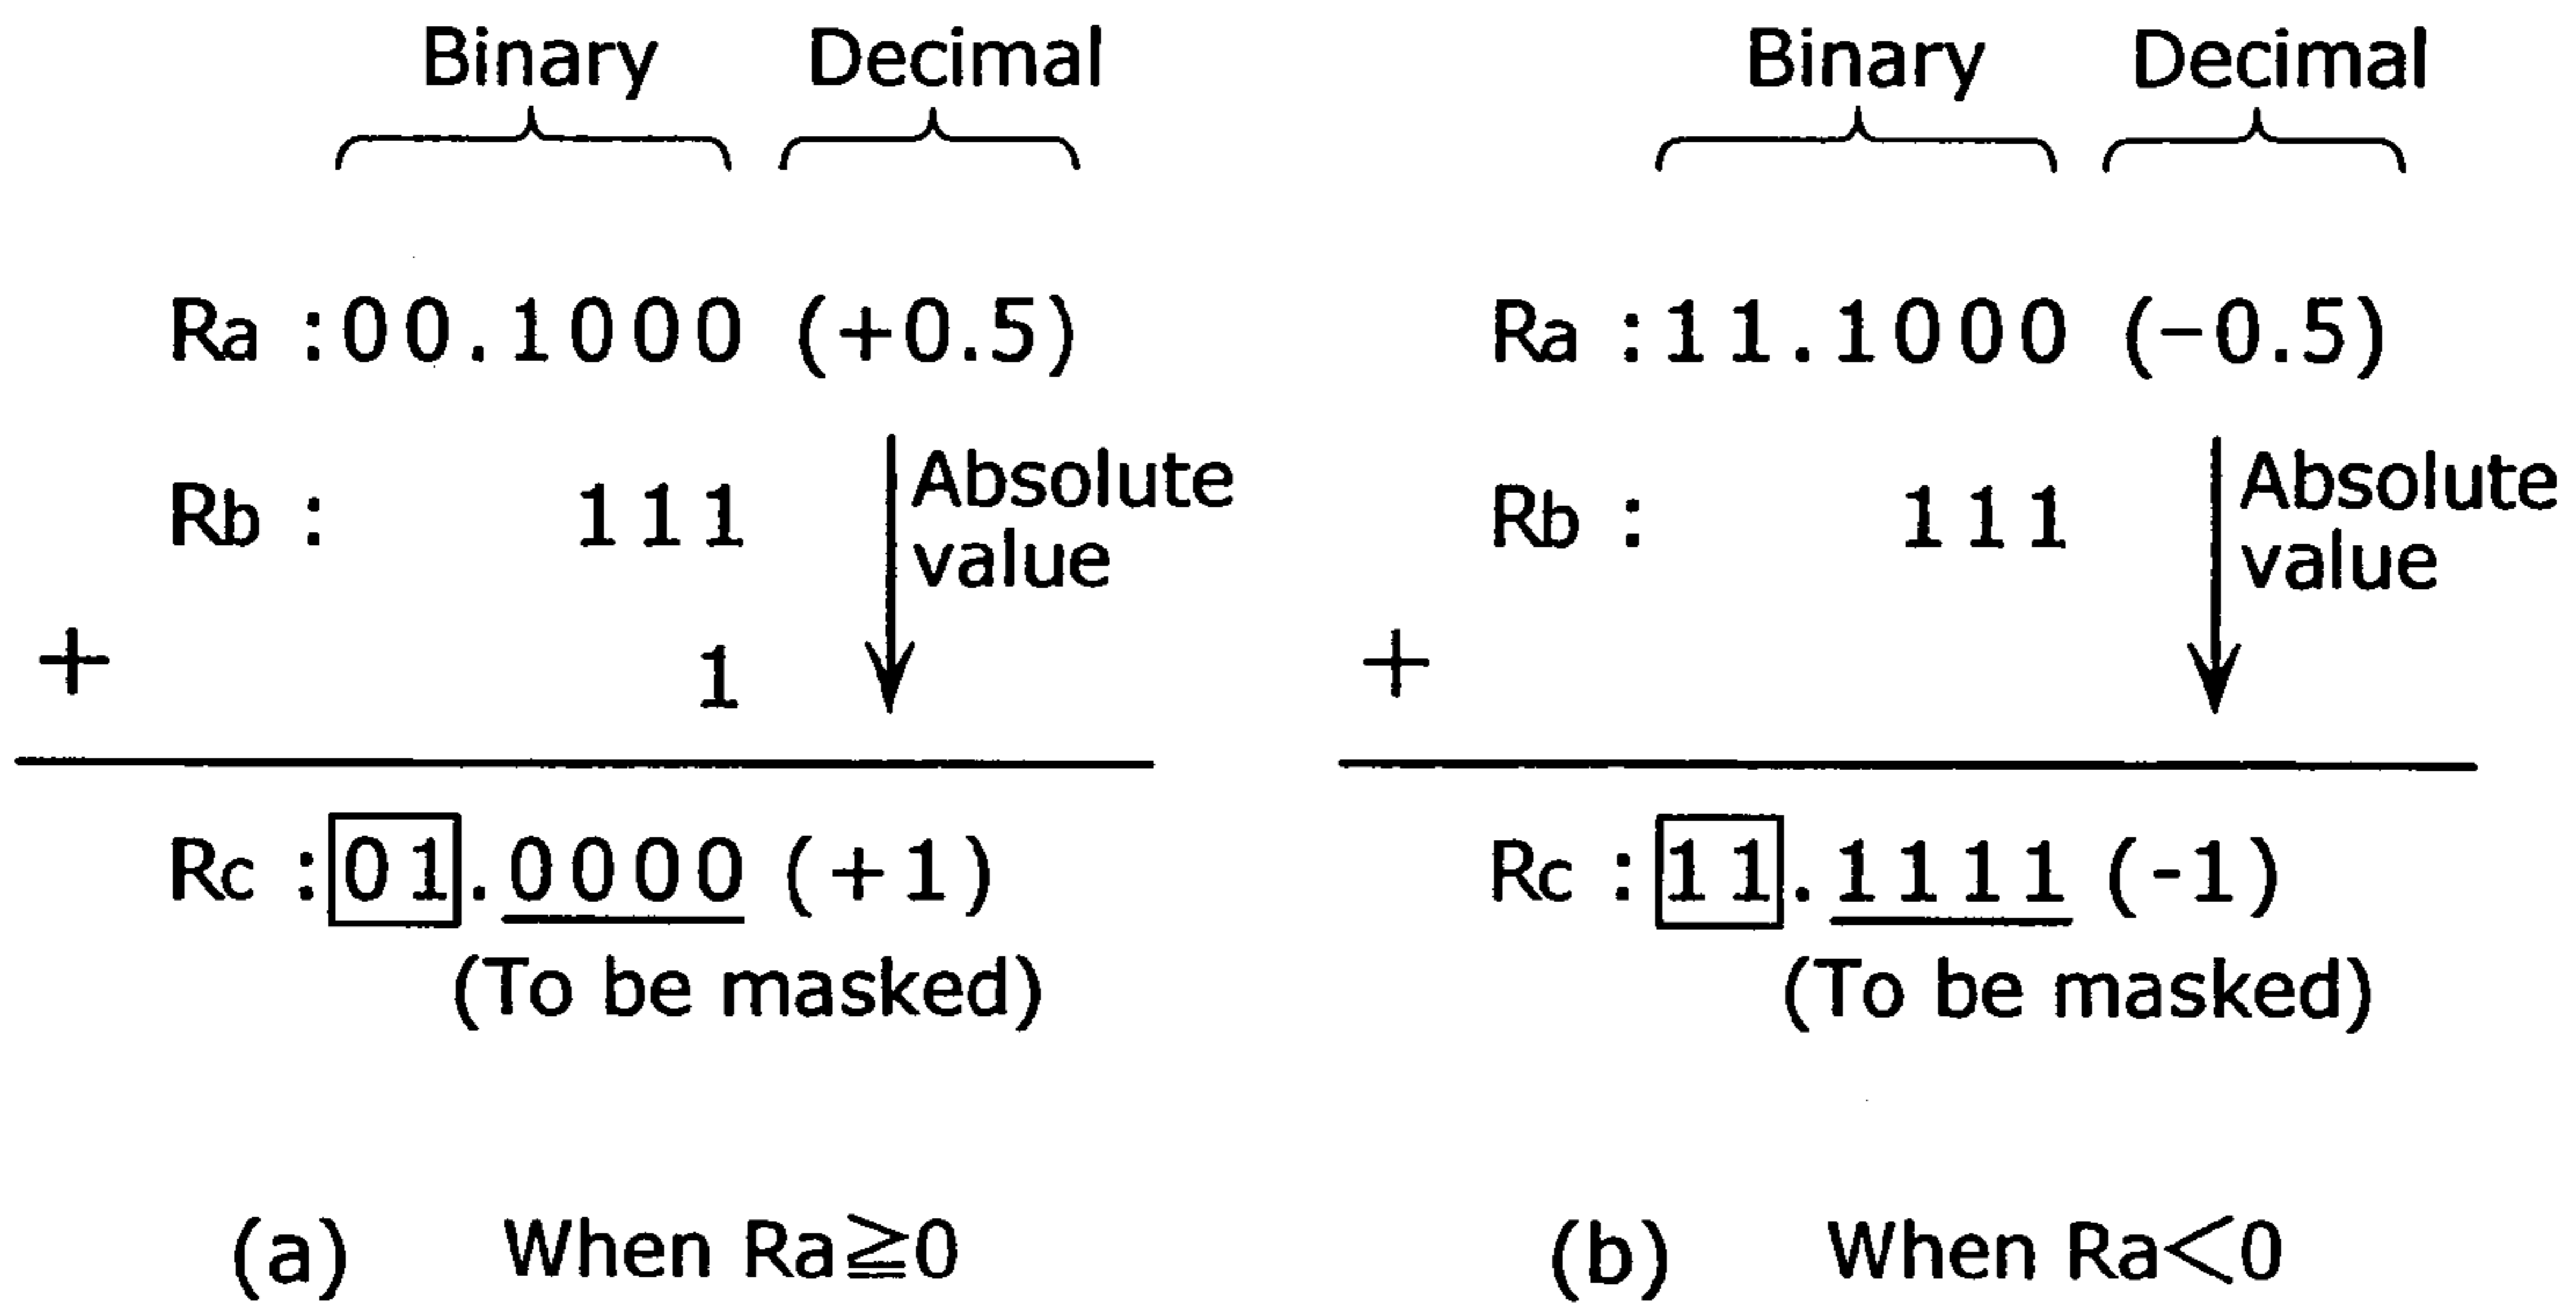 Binary Decimal
Ra :00.1000 (+0.5)
Rb : 111
Absolute
value
+ 1
Rc :01.0000 (+1)
(To be masked)
(a) When Ra≧0
Binary Decimal
Ra :11.1000 (−0.5)
Rb : 111
Absolute
value
+
Rc :11.1111 (-1)
(To be masked)
(b) When Ra<0